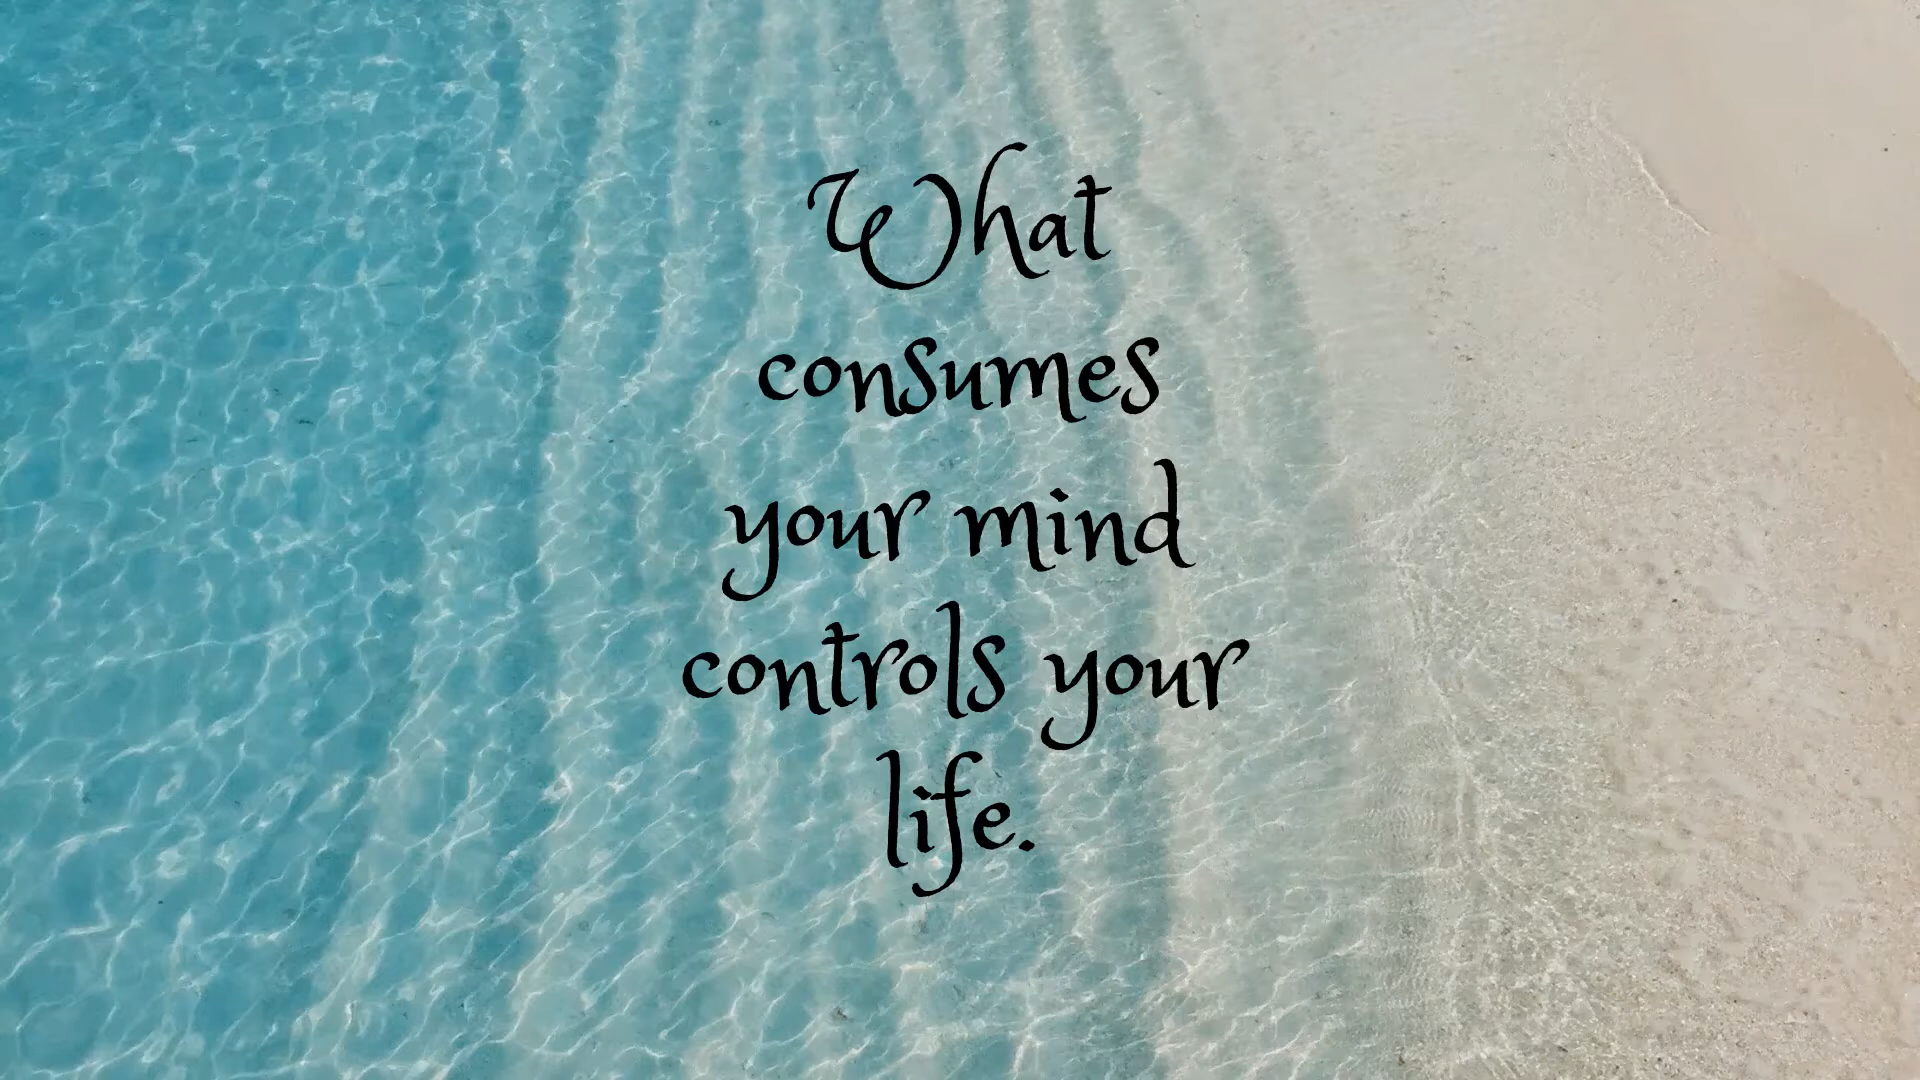 What
consumes
your mind
controls your
life.